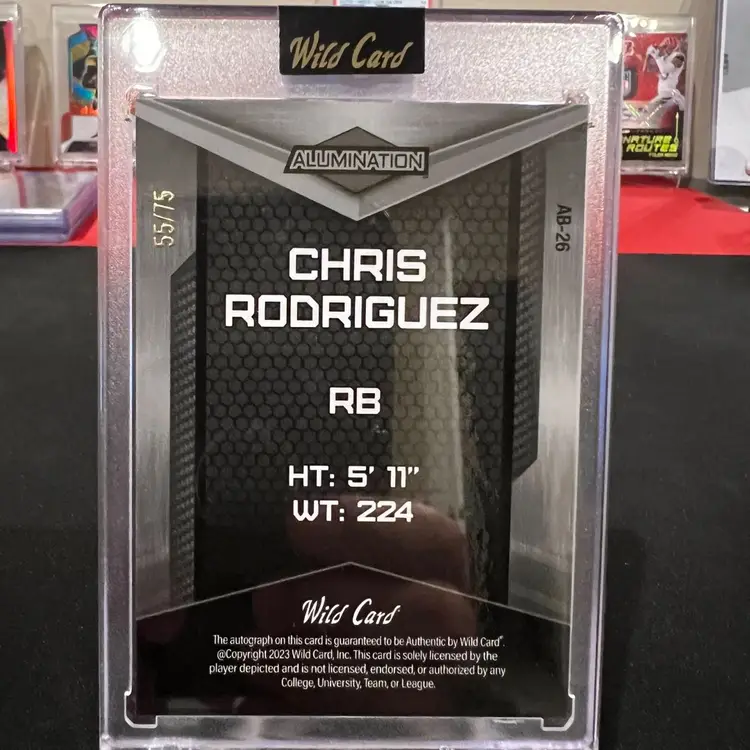 Wild Card
ALUMINATION
55/75
AB-26
CHRIS
RODRIGUEZ
RB
HT: 5' 11"
WT: 224
Wild Card
The autograph on this card is guaranteed to be Authentic by Wild Card®.
@Copyright 2023 Wild Card, Inc. This card is solely licensed by the
player depicted and is not licensed, endorsed, or authorized by any
College, University, Team, or League.
NATURE
ROUTES